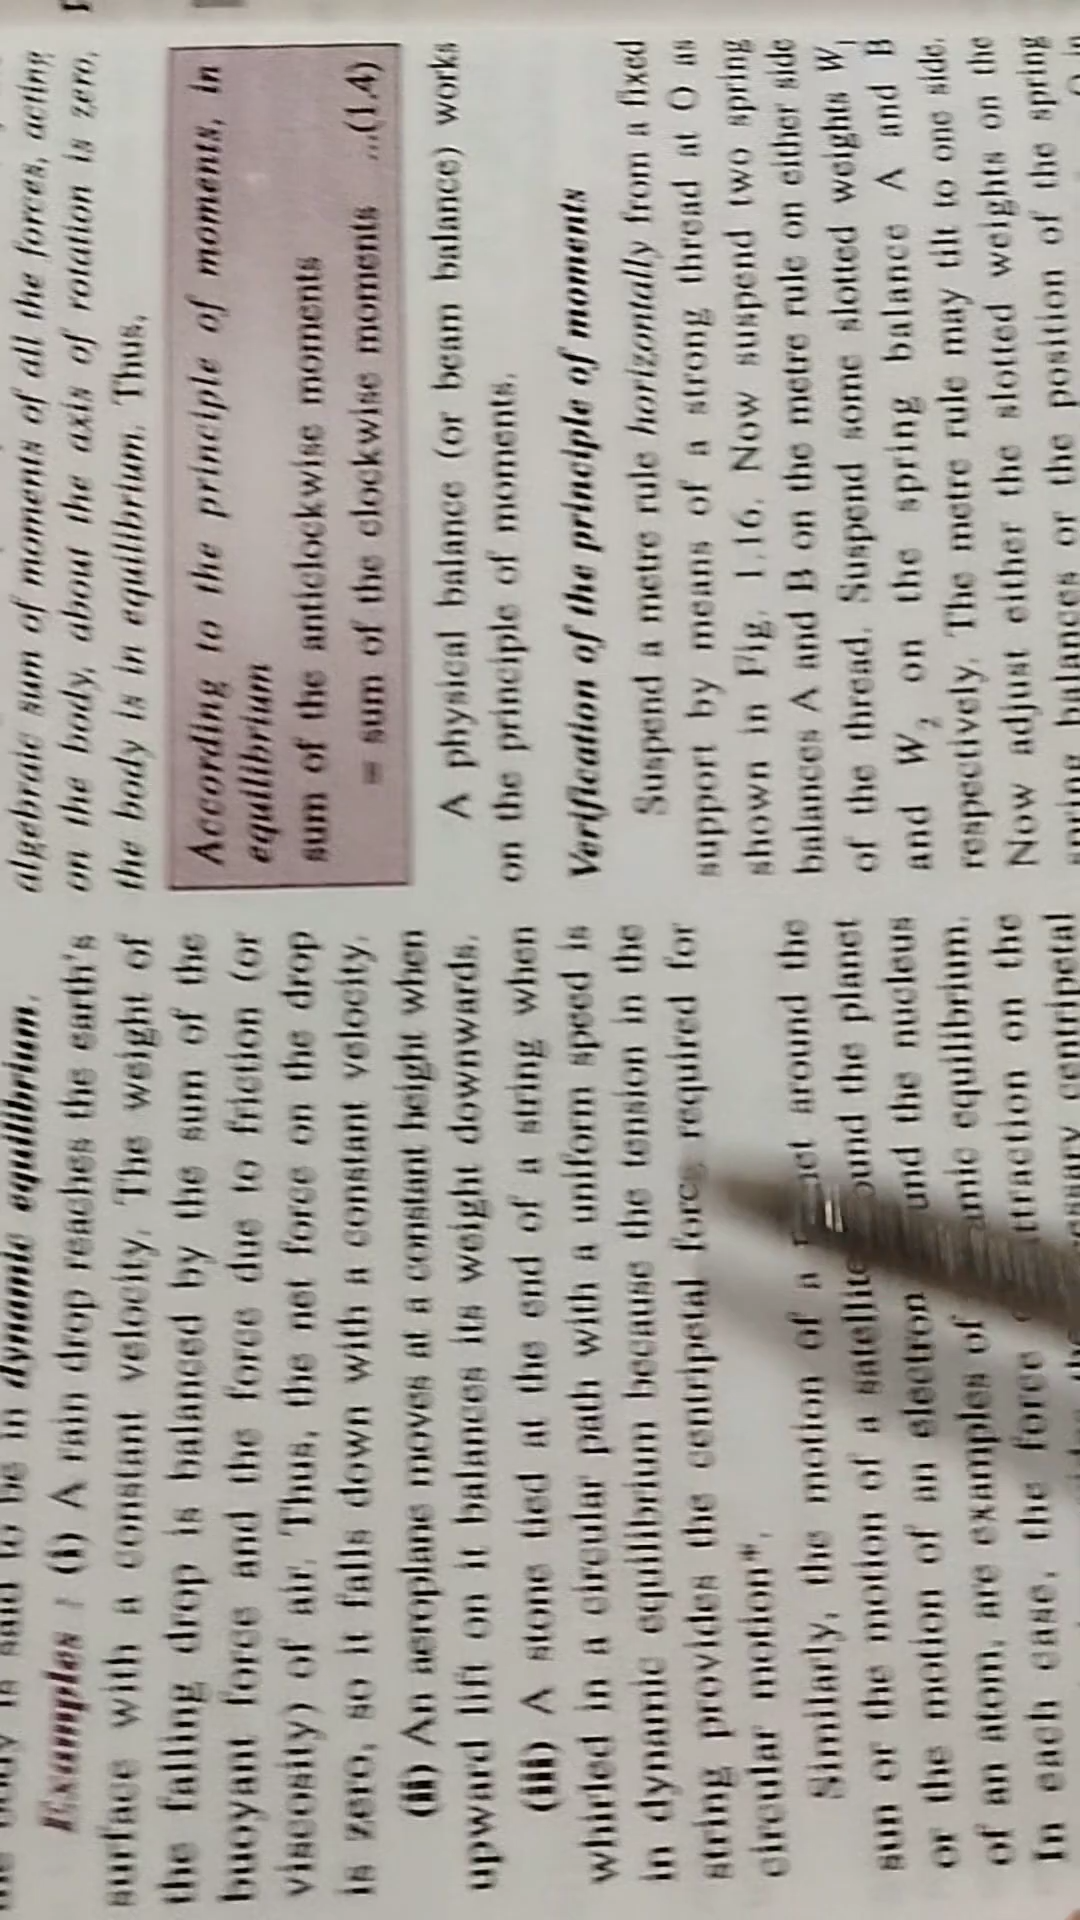 dynamic equilibrium.
Examples : (i) A rain drop reaches the earth's
surface with a constant velocity. The weight of
the falling drop is balanced by the sum of the
buoyant force and the force due to friction (or
viscosity) of air. Thus, the net force on the drop
is zero, so it falls down with a constant velocity.
(ii) An aeroplane moves at a constant height when
upward lift on it balances its weight downwards.
(iii) A stone tied at the end of a string when
whirled in a circular path with a uniform speed is
in dynamic equilibrium because the tension in the
string provides the centripetal force required for
circular motion*.
Similarly, the motion of a around the
sun or the motion of a satellite the planet
or the motion of an electron the nucleus
of an atom, are examples of equilibrium.
In each case, the force on the
centripetal
algebraic sum of moments of all the forces, acting
on the body, about the axis of rotation is zero,
the body is in equilibrium. Thus,
According to the principle of moments, in
equilibrium
sum of the anticlockwise moments
= sum of the clockwise moments ...(1.4)
A physical balance (or beam balance) works
on the principle of moments.
Verification of the principle of moments
Suspend a metre rule horizontally from a fixed
support by means of a strong thread at O as
shown in Fig. 1.16. Now suspend two spring
balances A and B on the metre rule on either side
of the thread. Suspend some slotted weights W₁
and W₂ on the spring balance A and B
respectively. The metre rule may tilt to one side.
Now adjust either the slotted weights on the
spring balances or the position of the spring